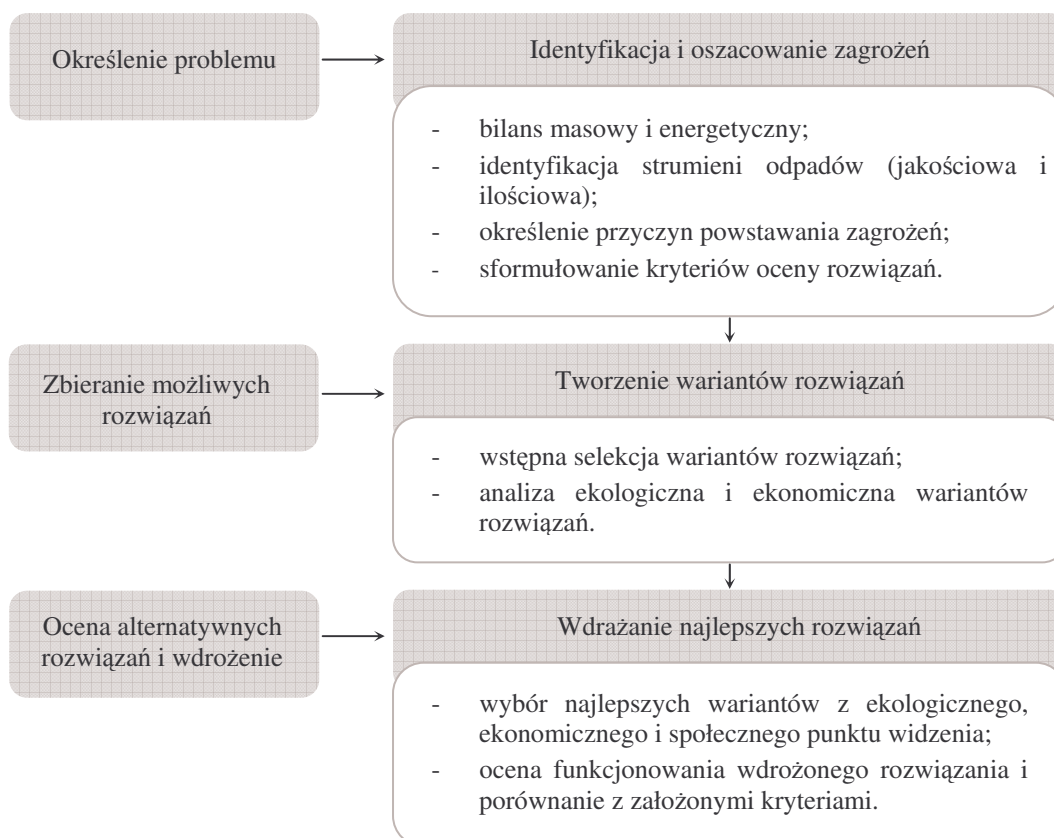 Określenie problemu
Identyfikacja i oszacowanie zagrożeń
- bilans masowy i energetyczny;
- identyfikacja strumieni odpadów (jakościowa i
ilościowa);
- określenie przyczyn powstawania zagrożeń;
- sformułowanie kryteriów oceny rozwiązań.
Zbieranie możliwych
rozwiązań
Tworzenie wariantów rozwiązań
- wstępna selekcja wariantów rozwiązań;
- analiza ekologiczna i ekonomiczna wariantów
rozwiązań.
Ocena alternatywnych
rozwiązań i wdrożenie
Wdrażanie najlepszych rozwiązań
- wybór najlepszych wariantów z ekologicznego,
ekonomicznego i społecznego punktu widzenia;
- ocena funkcjonowania wdrożonego rozwiązania i
porównanie z założonymi kryteriami.